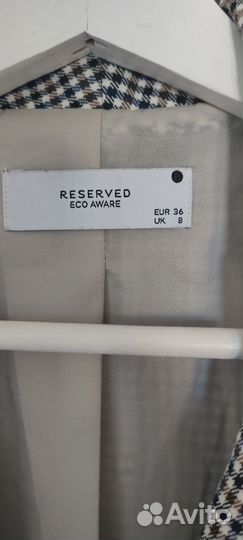 RESERVED
ECO AWARE
EUR 36
UK 8
Avito